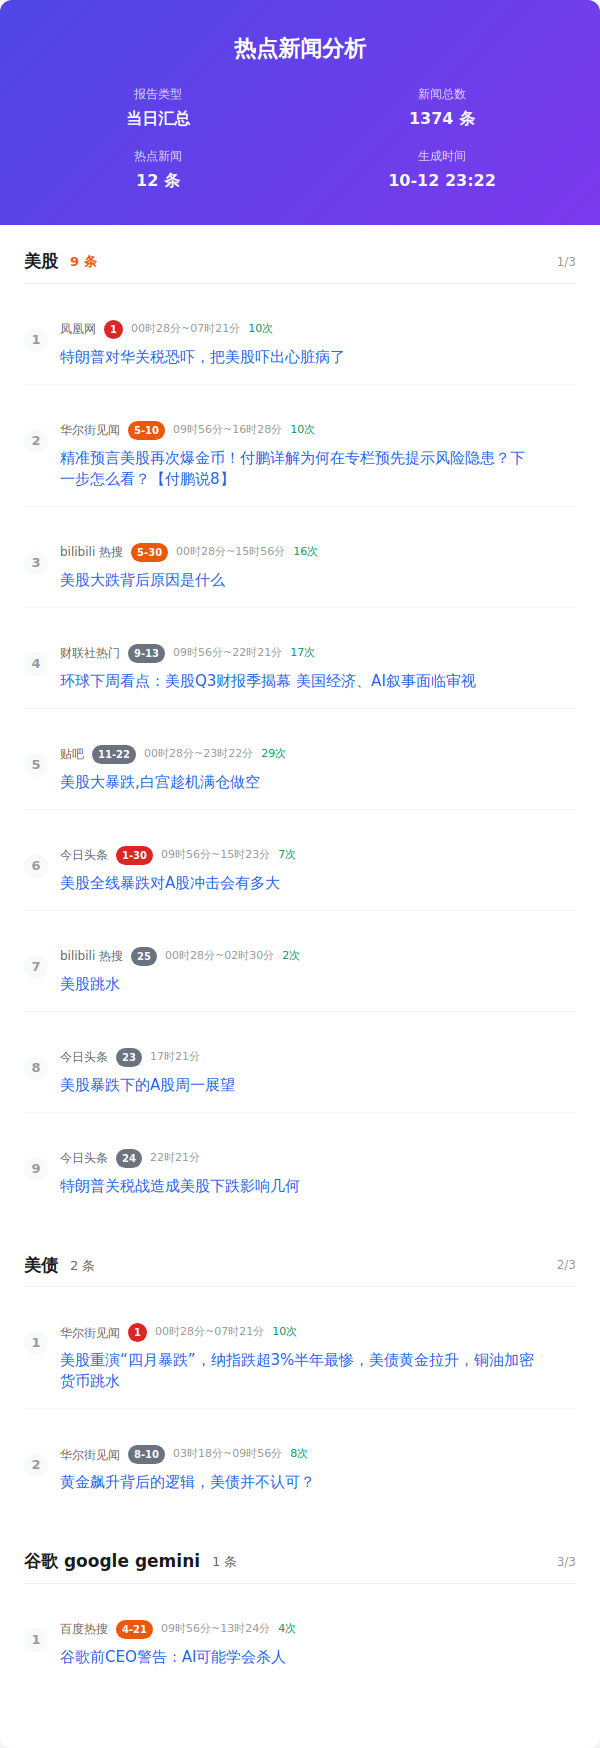 热点新闻分析
报告类型
新闻总数
当日汇总
1374 条
热点新闻
生成时间
12 条
10-12 23:22
美股 9 条 1/3
1
凤凰网 1 00时28分~07时21分 10次
特朗普对华关税恐吓，把美股吓出心脏病了
2
华尔街见闻 5-10 09时56分~16时28分 10次
精准预言美股再次爆金币！付鹏详解为何在专栏预先提示风险隐患？下
一步怎么看？【付鹏说8】
3
bilibili 热搜 5-30 00时28分~15时56分 16次
美股大跌背后原因是什么
4
财联社热门 9-13 09时56分~22时21分 17次
环球下周看点：美股Q3财报季揭幕 美国经济、AI叙事面临审视
5
贴吧 11-22 00时28分~23时22分 29次
美股大暴跌,白宫趁机满仓做空
6
今日头条 1-30 09时56分~15时23分 7次
美股全线暴跌对A股冲击会有多大
7
bilibili 热搜 25 00时28分~02时30分 2次
美股跳水
8
今日头条 23 17时21分
美股暴跌下的A股周一展望
9
今日头条 24 22时21分
特朗普关税战造成美股下跌影响几何
美债 2 条 2/3
1
华尔街见闻 1 00时28分~07时21分 10次
美股重演“四月暴跌”，纳指跌超3%半年最惨，美债黄金拉升，铜油加密
货币跳水
2
华尔街见闻 8-10 03时18分~09时56分 8次
黄金飙升背后的逻辑，美债并不认可？
谷歌 google gemini 1 条 3/3
1
百度热搜 4-21 09时56分~13时24分 4次
谷歌前CEO警告：AI可能学会杀人